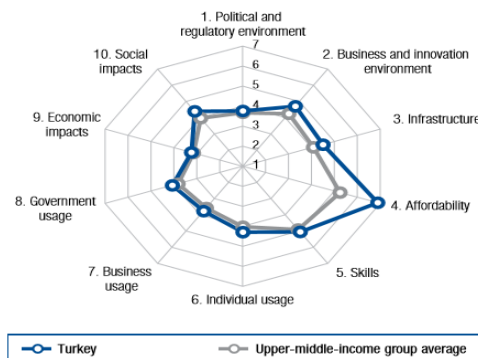 1. Political and
regulatory environment
7
10. Social
impacts
6
2. Business and innovation
environment
5
4
9. Economic
impacts
3
3. Infrastructure
2
1
8. Government
usage
4. Affordability
7. Business
usage
5. Skills
6. Individual usage
Turkey
Upper-middle-income group average